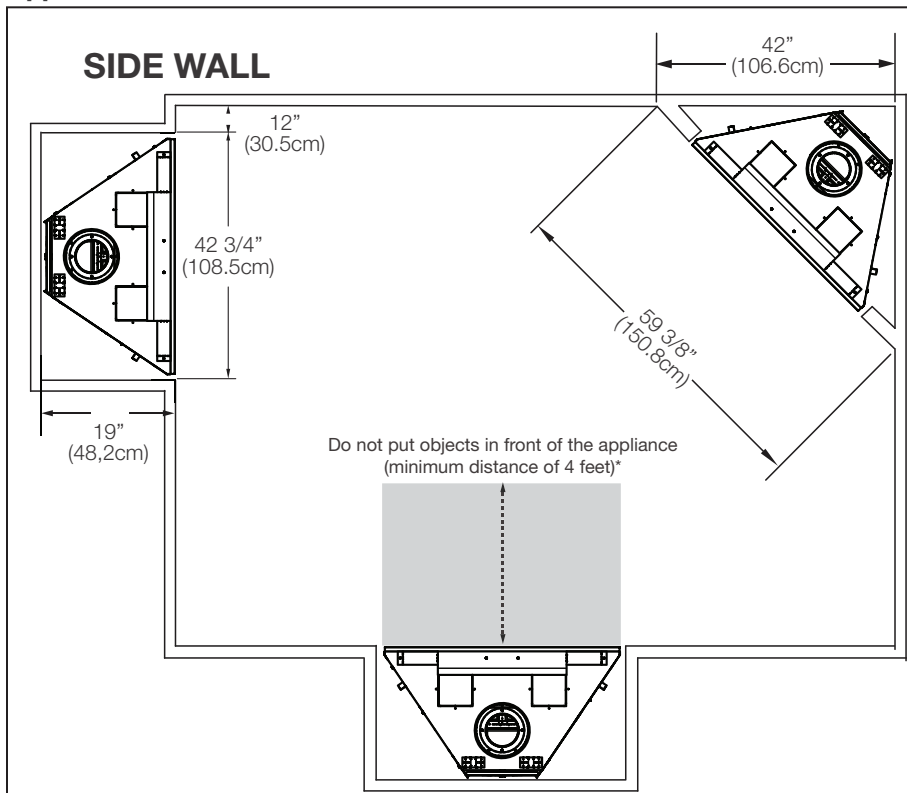 SIDE WALL
42”
(106.6cm)
12”
(30.5cm)
42 3/4”
(108.5cm)
59 3/8”
(150.8cm)
19”
(48,2cm)
Do not put objects in front of the appliance
(minimum distance of 4 feet)*